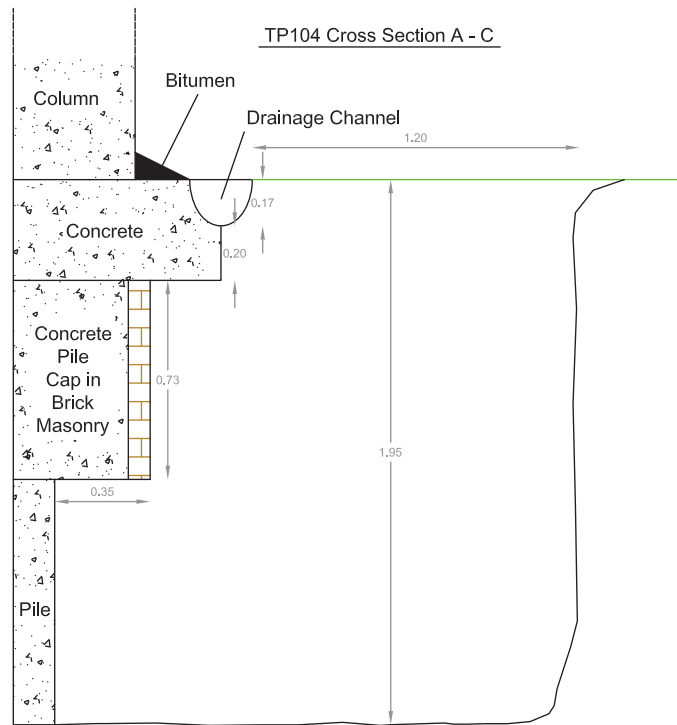 TP104 Cross Section A - C
Bitumen
Column
Drainage Channel
1.20
0.17
Concrete
0.20
Concrete
Pile
Cap in
Brick
Masonry
0.73
1.95
0.35
Pile